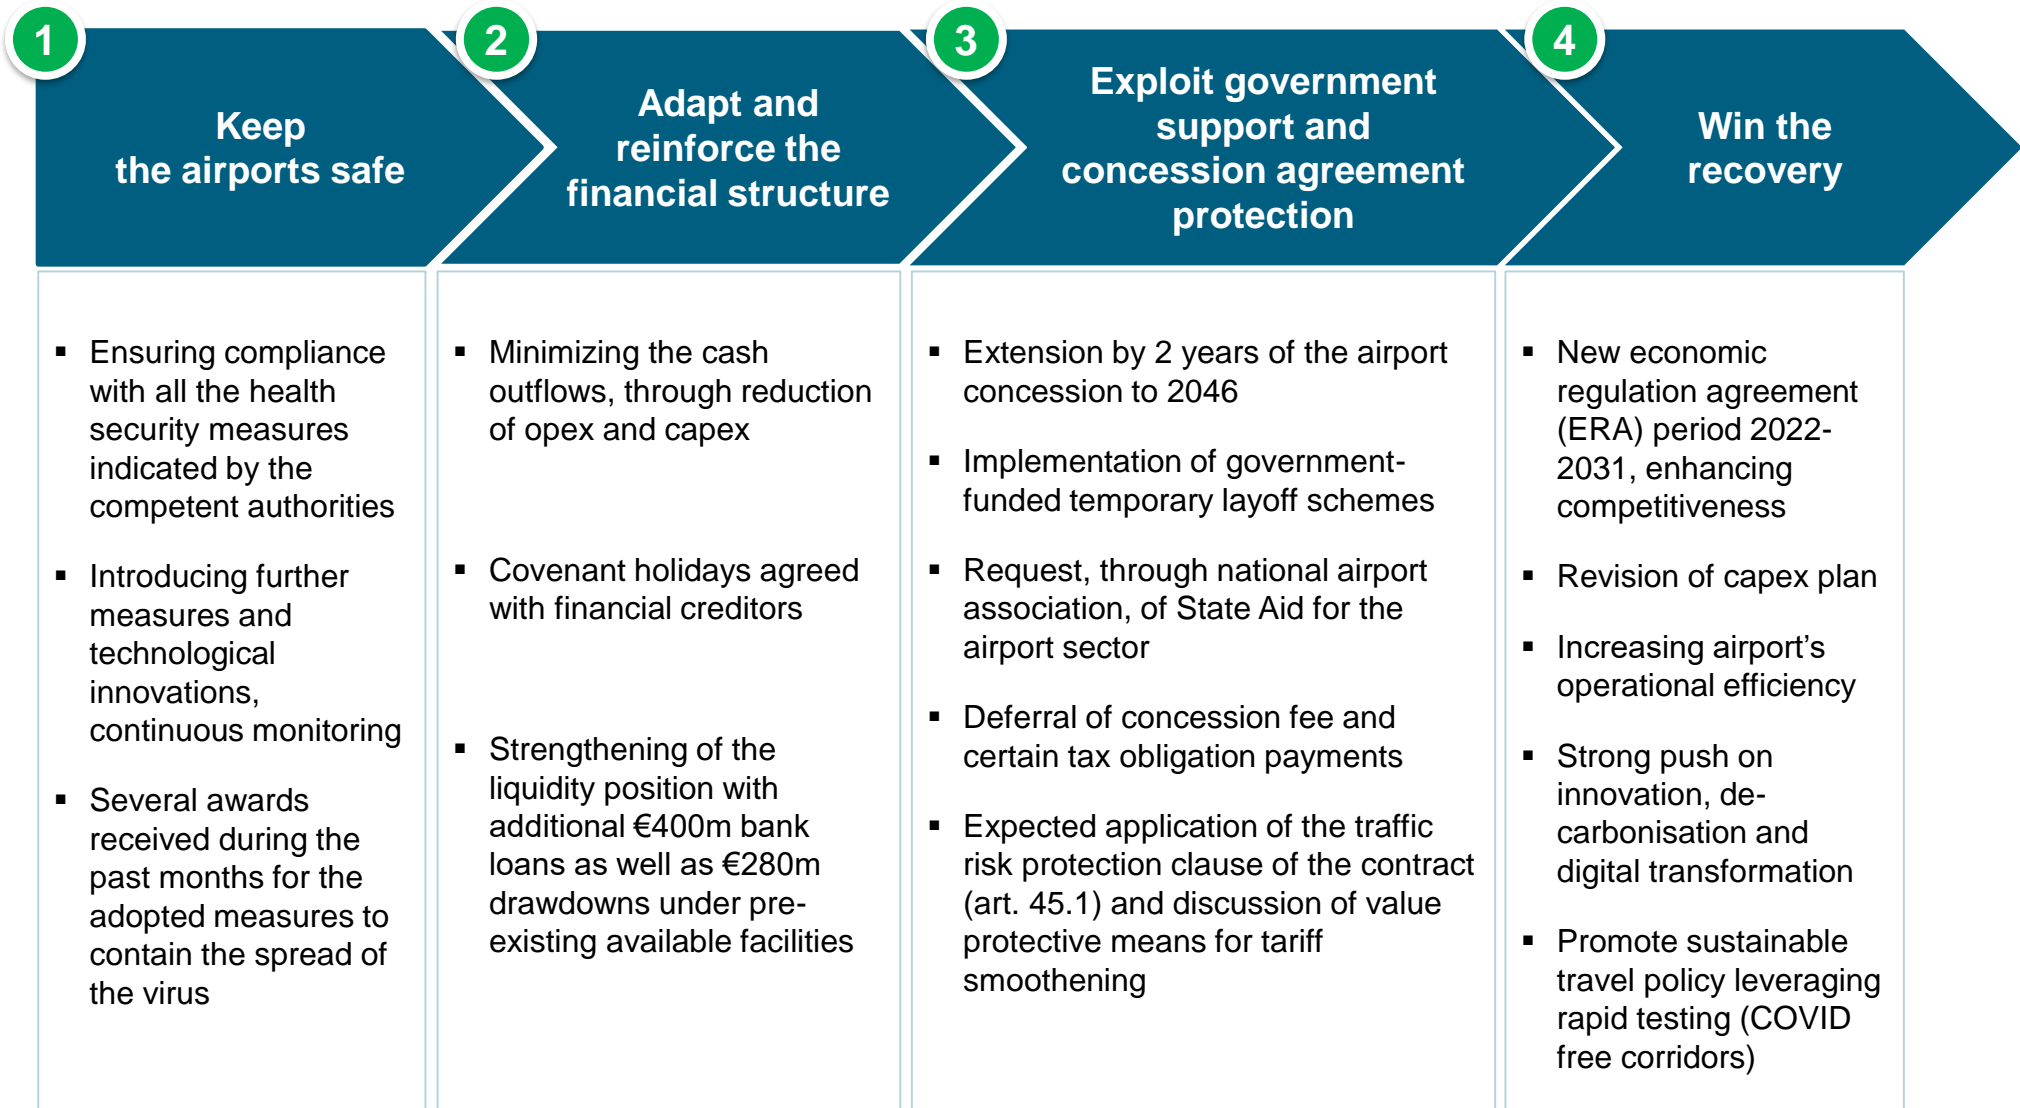 1
Keep
the airports safe
▪ Ensuring compliance
with all the health
security measures
indicated by the
competent authorities
▪ Introducing further
measures and
technological
innovations,
continuous monitoring
▪ Several awards
received during the
past months for the
adopted measures to
contain the spread of
the virus
2
Adapt and
reinforce the
financial structure
▪ Minimizing the cash
outflows, through reduction
of opex and capex
▪ Covenant holidays agreed
with financial creditors
▪ Strengthening of the
liquidity position with
additional €400m bank
loans as well as €280m
drawdowns under pre-
existing available facilities
3
Exploit government
support and
concession agreement
protection
▪ Extension by 2 years of the airport
concession to 2046
▪ Implementation of government-
funded temporary layoff schemes
▪ Request, through national airport
association, of State Aid for the
airport sector
▪ Deferral of concession fee and
certain tax obligation payments
▪ Expected application of the traffic
risk protection clause of the contract
(art. 45.1) and discussion of value
protective means for tariff
smoothening
4
Win the
recovery
▪ New economic
regulation agreement
(ERA) period 2022-
2031, enhancing
competitiveness
▪ Revision of capex plan
▪ Increasing airport’s
operational efficiency
▪ Strong push on
innovation, de-
carbonisation and
digital transformation
▪ Promote sustainable
travel policy leveraging
rapid testing (COVID
free corridors)